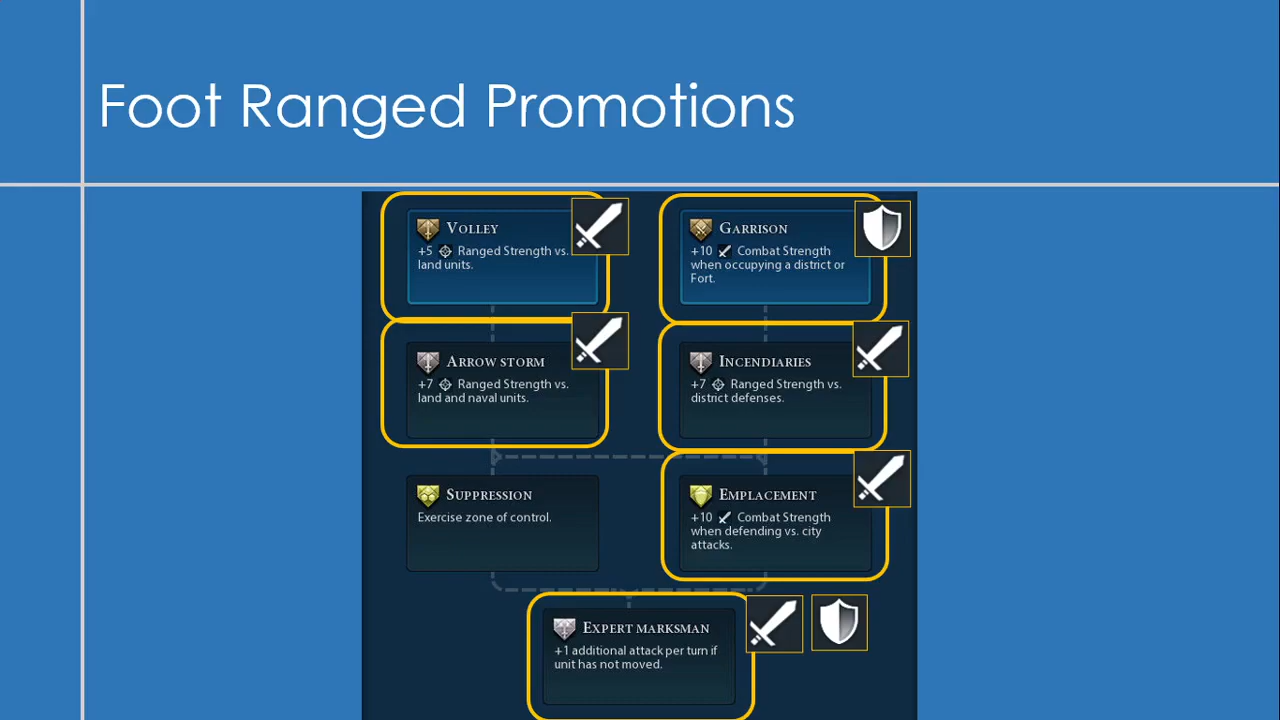 Foot Ranged Promotions
VOLLEY
+5 Ranged Strength vs.
land units.
GARRISON
+10 Combat Strength
when occupying a district or
Fort.
ARROW STORM
+7 Ranged Strength vs.
land and naval units.
INCENDIARIES
+7 Ranged Strength vs.
district defenses.
SUPPRESSION
Exercise zone of control.
EMPLACEMENT
+10 Combat Strength
when defending vs. city
attacks.
EXPERT MARKSMAN
+1 additional attack per turn if
unit has not moved.